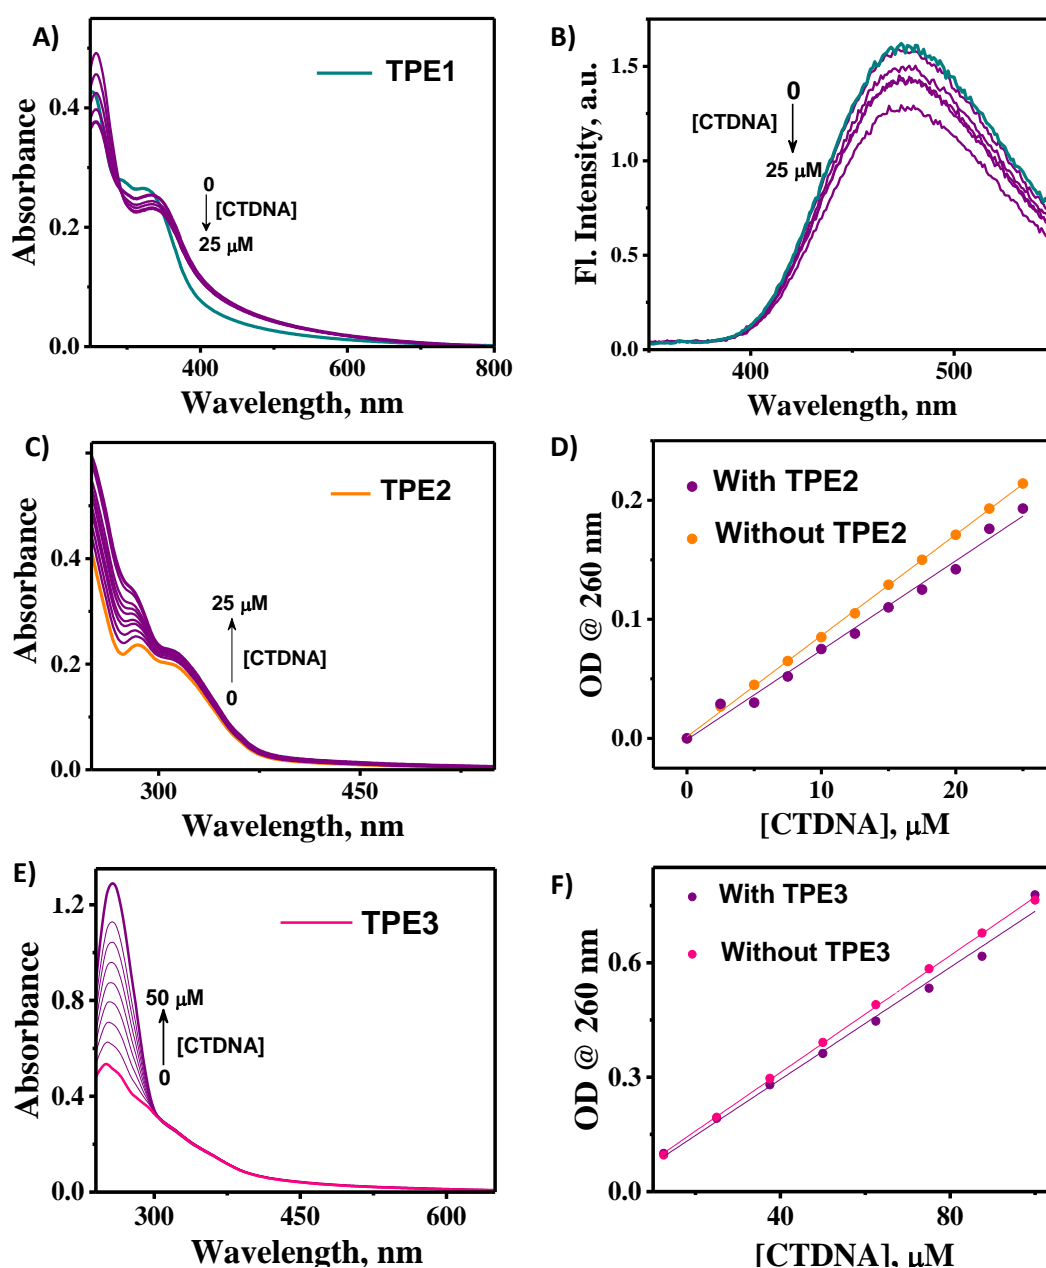 A)
TPE1
0
[CTDNA]
25 μM
Absorbance
0.4
0.2
0.0
400
600
800
Wavelength, nm
B)
0
[CTDNA]
25 μM
Fl. Intensity, a.u.
1.5
1.0
0.5
0.0
400
500
Wavelength, nm
C)
TPE2
25 μM
[CTDNA]
0
Absorbance
0.4
0.2
0.0
300
450
Wavelength, nm
D)
With TPE2
Without TPE2
OD @ 260 nm
0.2
0.1
0.0
0
10
20
[CTDNA], μM
E)
TPE3
50 μM
[CTDNA]
0
Absorbance
1.2
0.8
0.4
0.0
300
450
600
Wavelength, nm
F)
With TPE3
Without TPE3
OD @ 260 nm
0.6
0.3
0.0
40
80
[CTDNA], μM